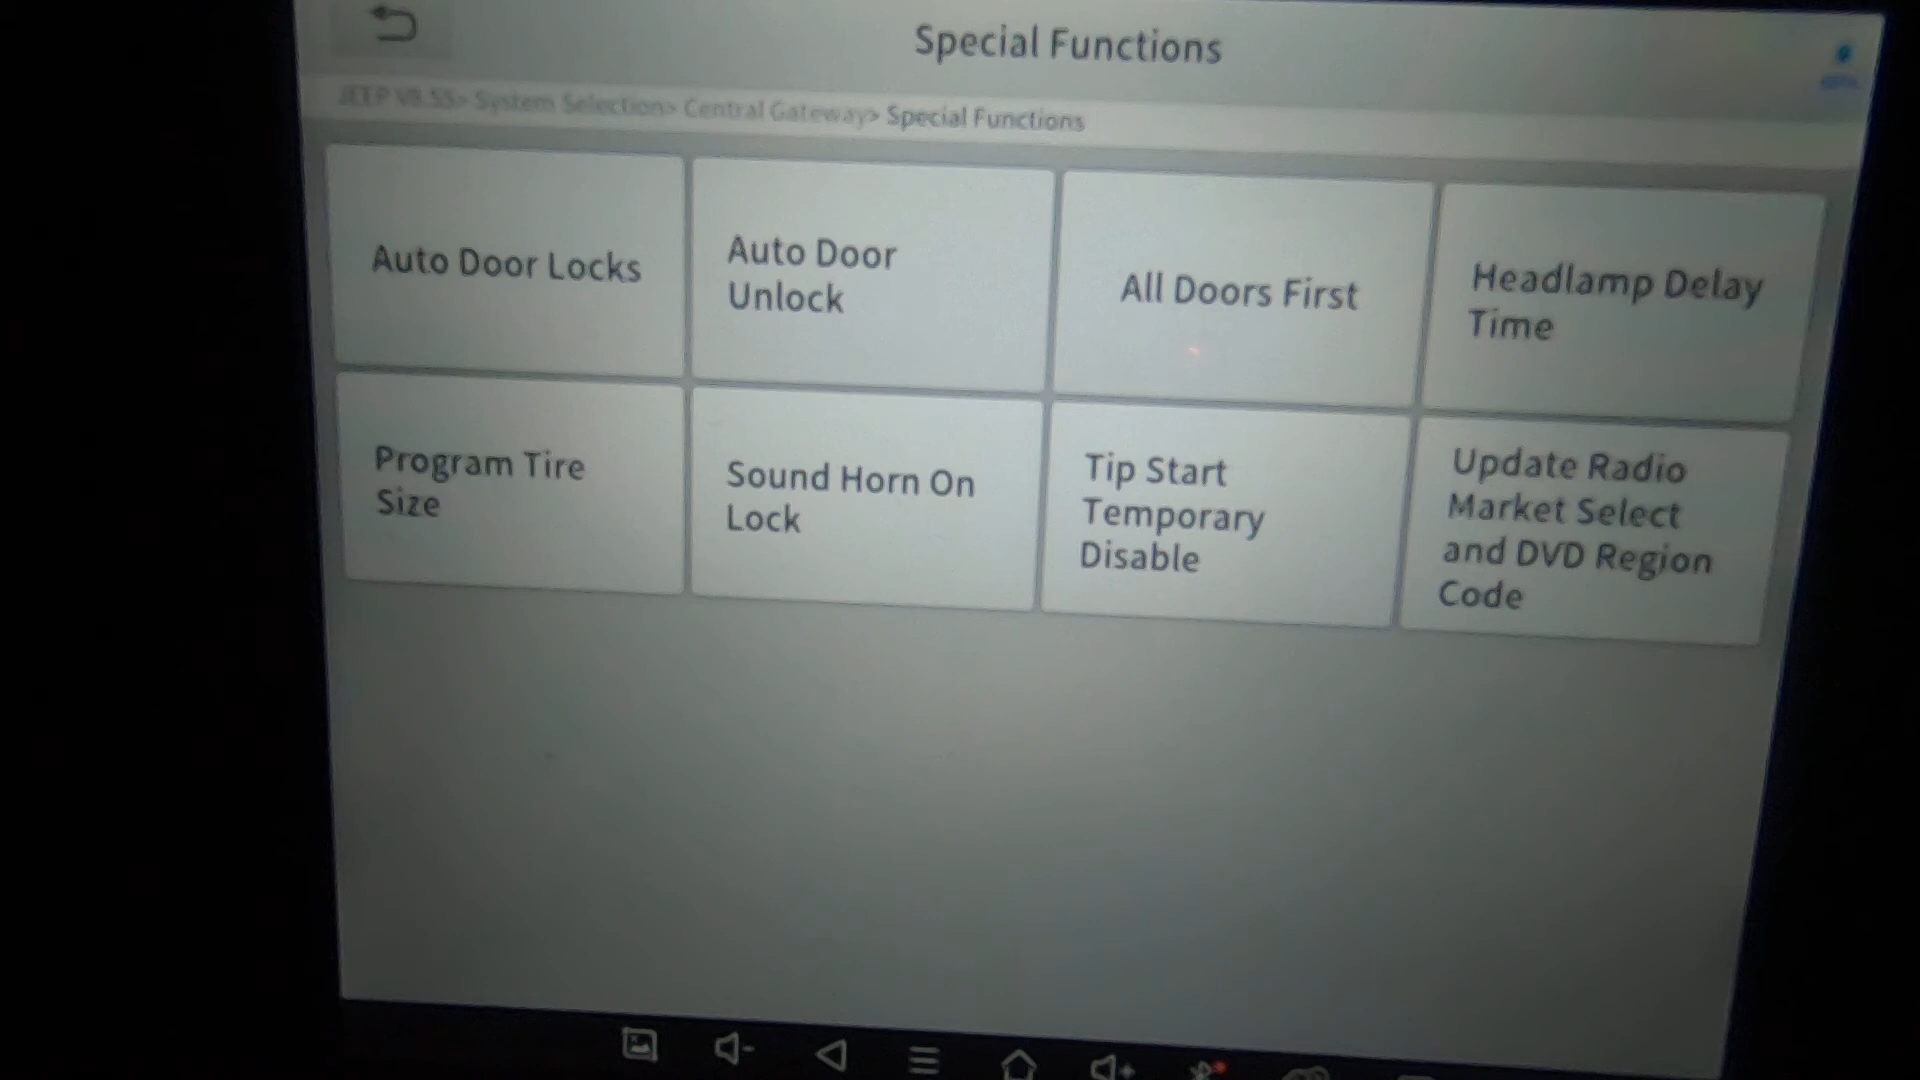 Special Functions
JEEP V8.55> System Selection> Central Gateway> Special Functions
Auto Door Locks
Auto Door
Unlock
All Doors First
Headlamp Delay
Time
Program Tire
Size
Sound Horn On
Lock
Tip Start
Temporary
Disable
Update Radio
Market Select
and DVD Region
Code